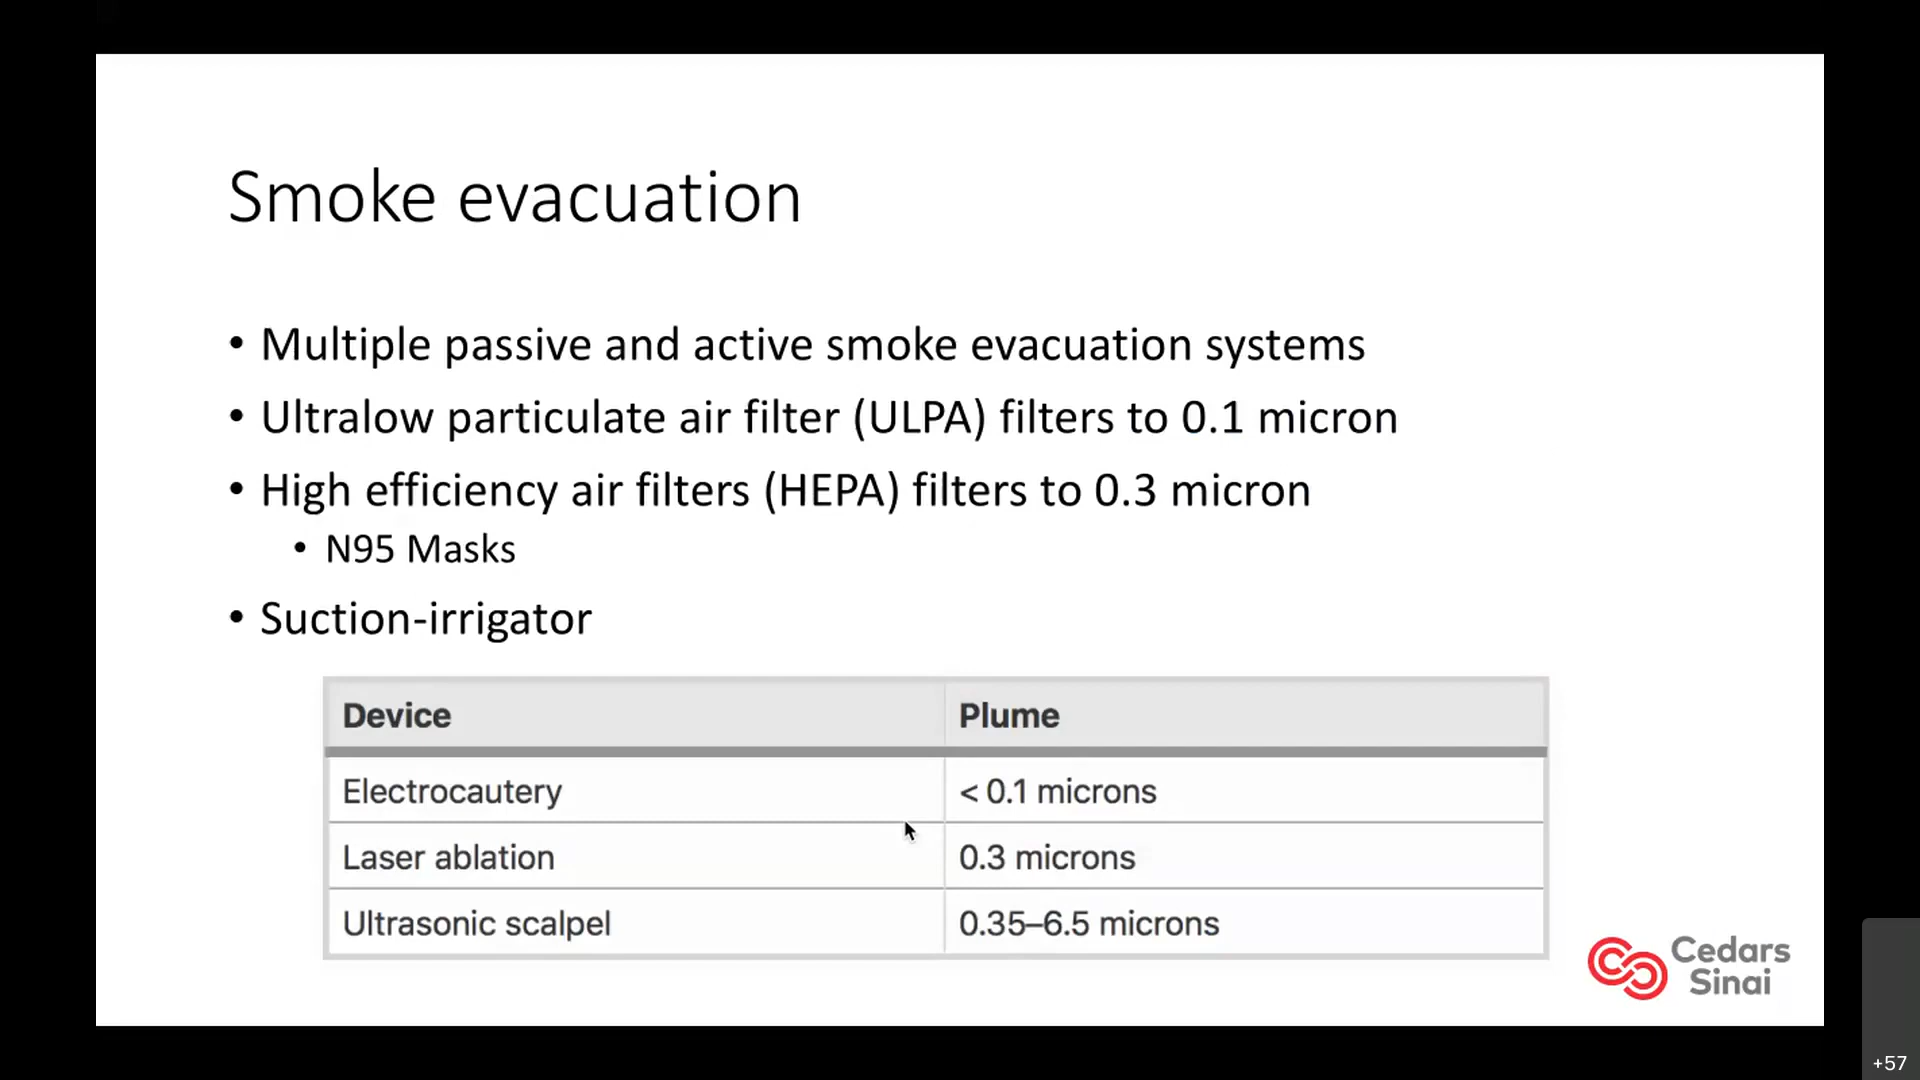 Smoke evacuation
• Multiple passive and active smoke evacuation systems
• Ultralow particulate air filter (ULPA) filters to 0.1 micron
• High efficiency air filters (HEPA) filters to 0.3 micron
• N95 Masks
• Suction-irrigator
Device Plume
Electrocautery < 0.1 microns
Laser ablation 0.3 microns
Ultrasonic scalpel 0.35–6.5 microns
Cedars
Sinai
+57